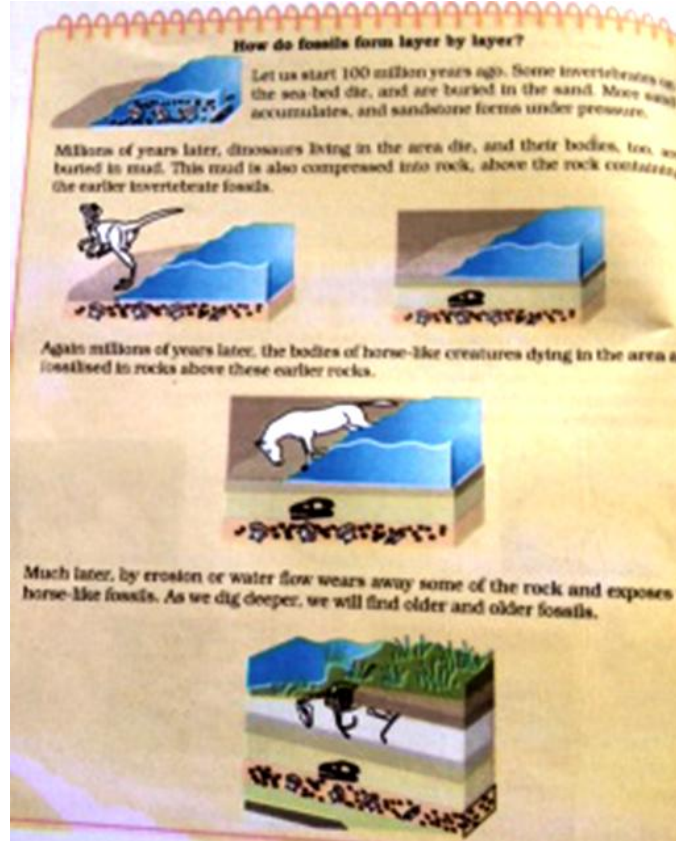 How do fossils form layer by layer?
Let us start 100 million years ago. Some invertebrates on
the sea-bed die, and are buried in the sand. More sand
accumulates, and sandstone forms under pressure.
Millions of years later, dinosaurs living in the area die, and their bodies, too,
buried in mud. This mud is also compressed into rock, above the rock containing
the earlier invertebrate fossils.
Again millions of years later, the bodies of horse-like creatures dying in the area
fossilised in rocks above these earlier rocks.
Much later, by erosion or water flow wears away some of the rock and exposes
horse-like fossils. As we dig deeper, we will find older and older fossils.